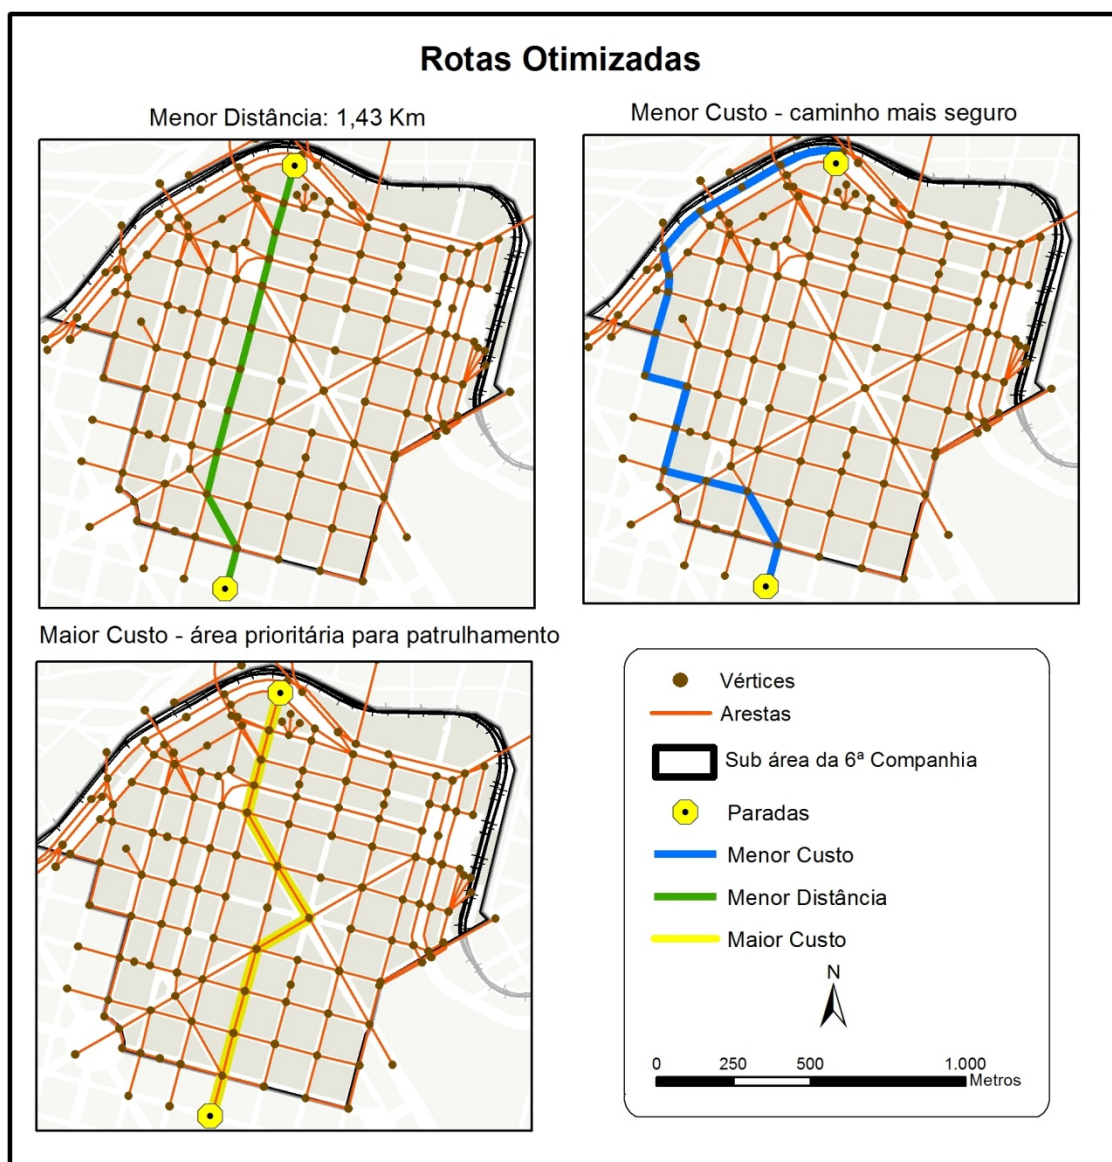 Rotas Otimizadas
Menor Distância: 1,43 Km
Menor Custo - caminho mais seguro
Maior Custo - área prioritária para patrulhamento
Vértices
Arestas
Sub área da 6ª Companhia
Paradas
Menor Custo
Menor Distância
Maior Custo
N
0 250 500 1.000
Metros